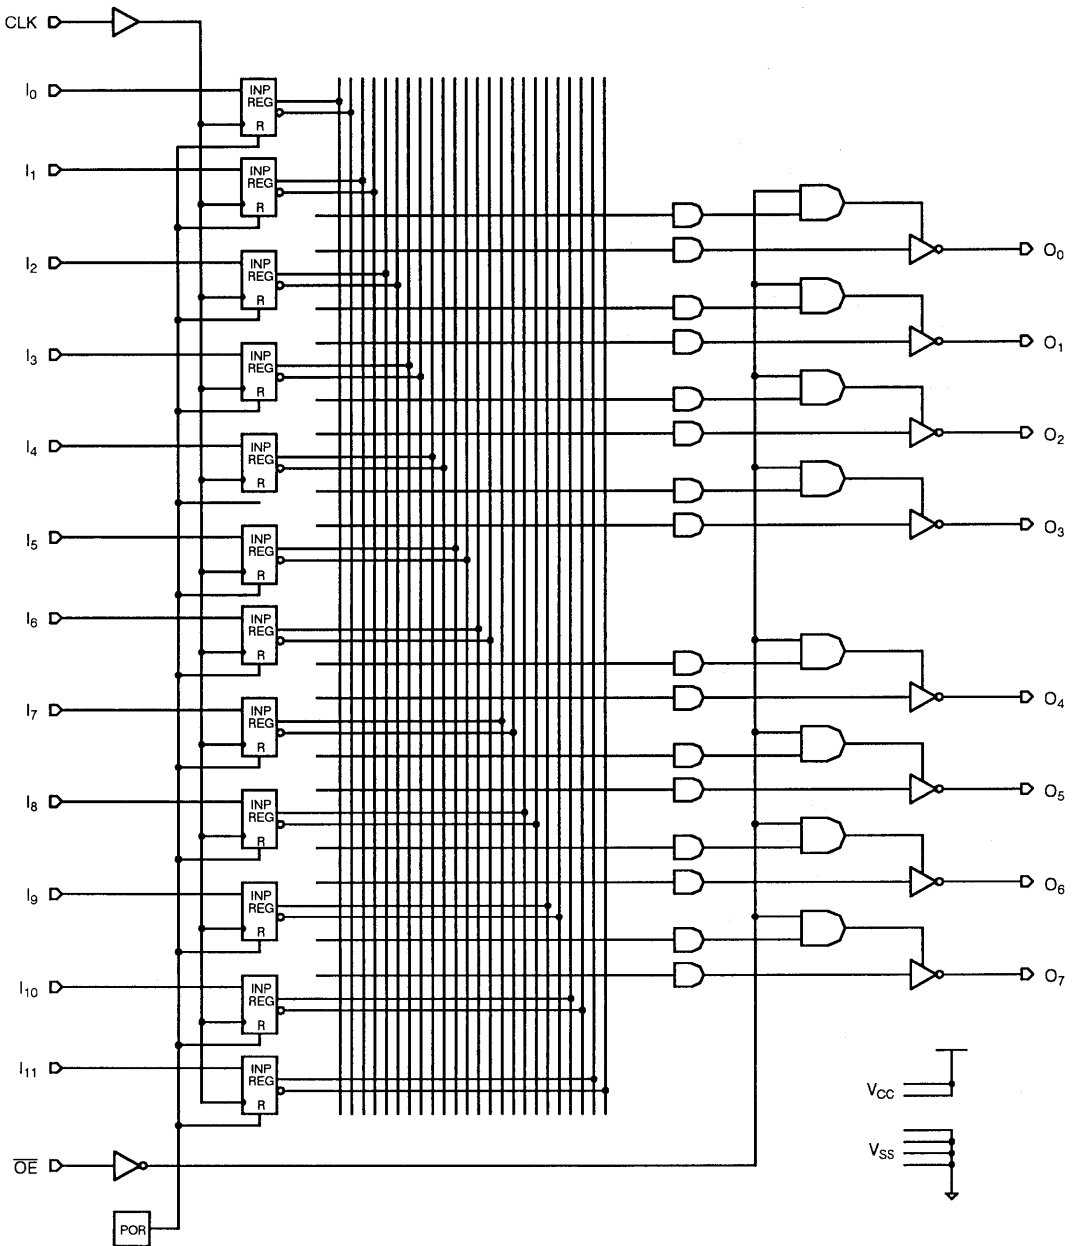 CLK
I0
INP
REG
R
I1
INP
REG
R
I2
INP
REG
R
O0
I3
INP
REG
R
O1
I4
INP
REG
R
O2
I5
INP
REG
R
O3
I6
INP
REG
R
I7
INP
REG
R
O4
I8
INP
REG
R
O5
I9
INP
REG
R
O6
I10
INP
REG
R
O7
I11
INP
REG
R
VCC
OE
VSS
POR